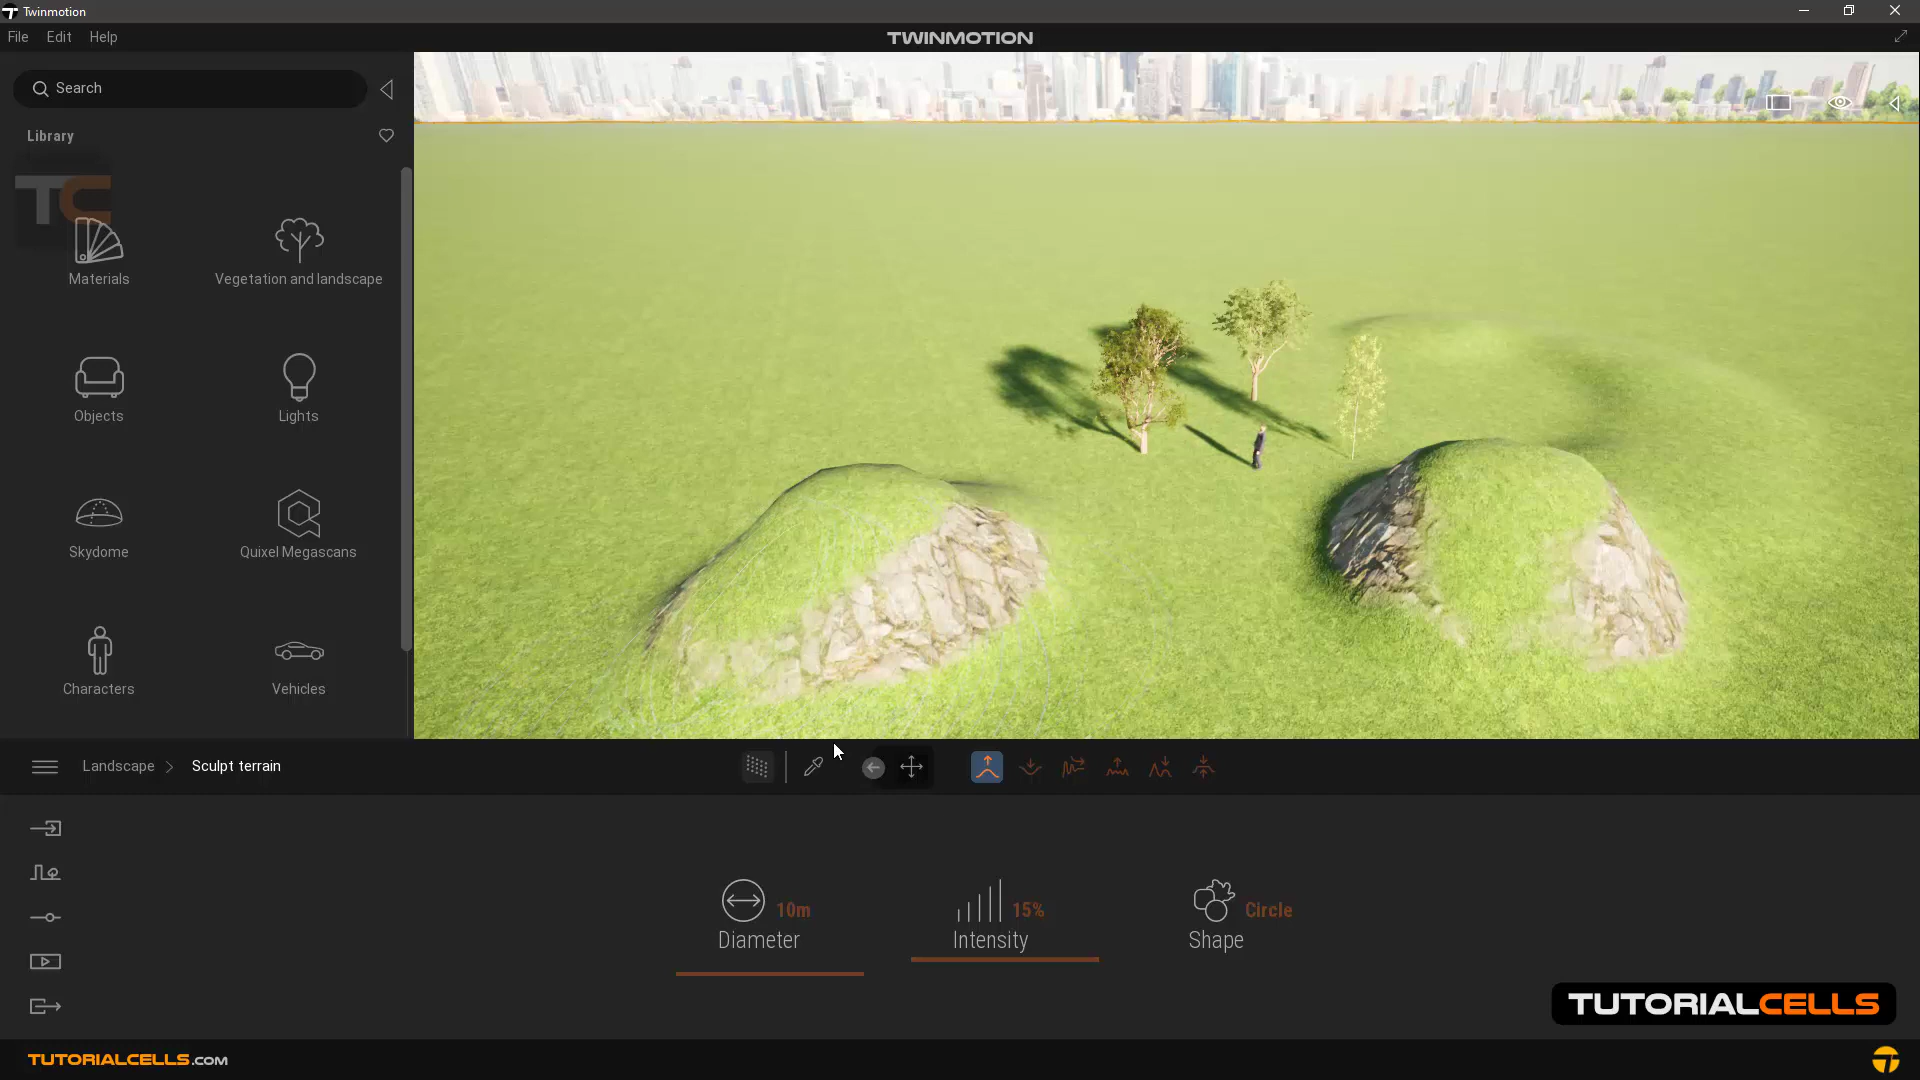 Twinmotion
File Edit Help
TWINMOTION
Search
Library
TC
Materials
Vegetation and landscape
Objects
Lights
Skydome
Quixel Megascans
Characters
Vehicles
Landscape > Sculpt terrain
10m
Diameter
15%
Intensity
Circle
Shape
TUTORIALCELLS
TUTORIALCELLS.COM